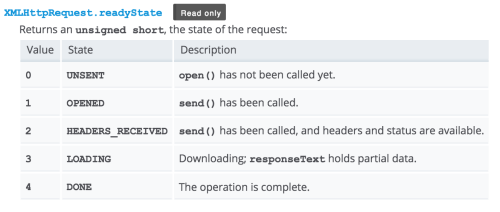 XMLHttpRequest.readyState Read only
Returns an unsigned short, the state of the request:
Value State Description
0 UNSENT open() has not been called yet.
1 OPENED send() has been called.
2 HEADERS_RECEIVED send() has been called, and headers and status are available.
3 LOADING Downloading; responseText holds partial data.
4 DONE The operation is complete.